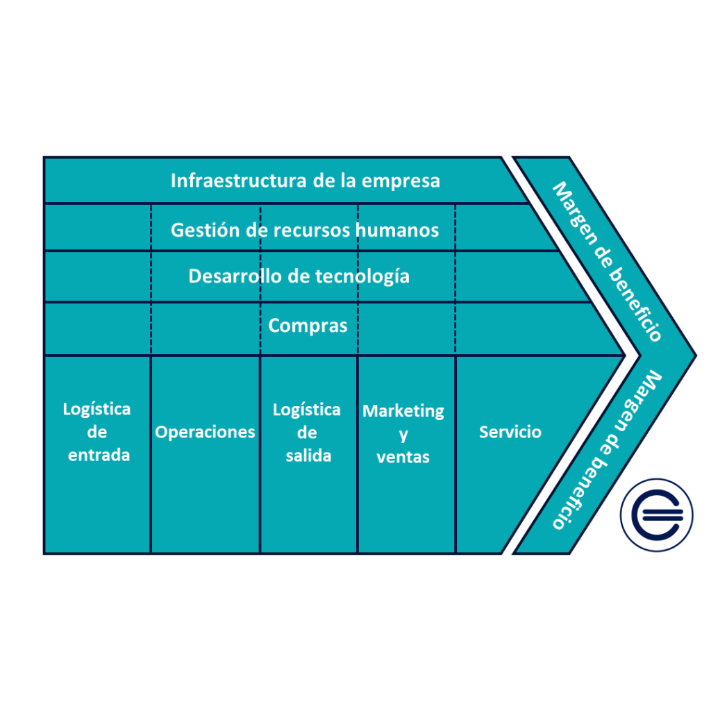 Infraestructura de la empresa
Gestión de recursos humanos
Desarrollo de tecnología
Compras
Logística
de
entrada
Operaciones
Logística
de
salida
Marketing
y
ventas
Servicio
Margen de beneficio
Margen de beneficio